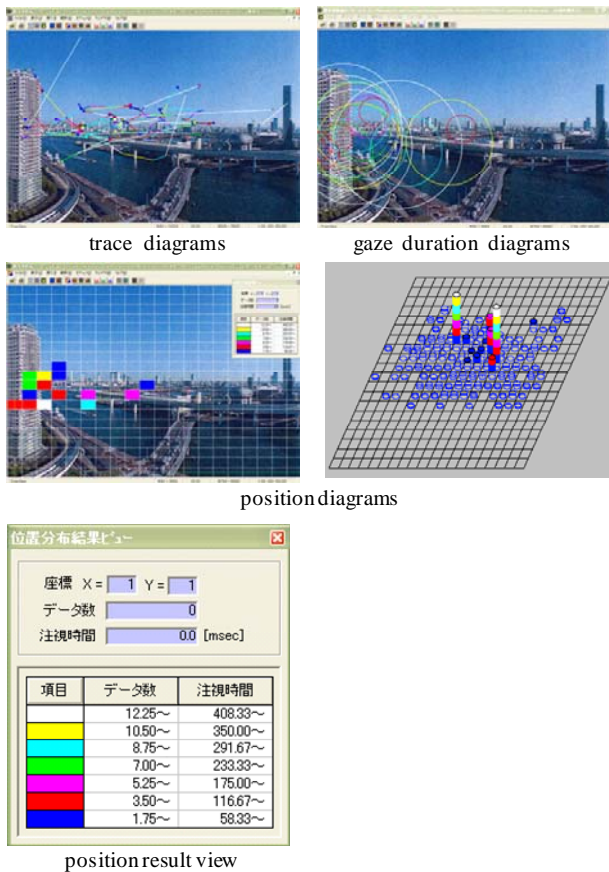 trace diagrams
gaze duration diagrams
position diagrams
位置分布結果ビュー
座標 X= 1 Y= 1
データ数 0
注視時間 0.0 [msec]
項目 データ数 注視時間
12.25～ 408.33～
10.50～ 350.00～
8.75～ 291.67～
7.00～ 233.33～
5.25～ 175.00～
3.50～ 116.67～
1.75～ 58.33～
position result view